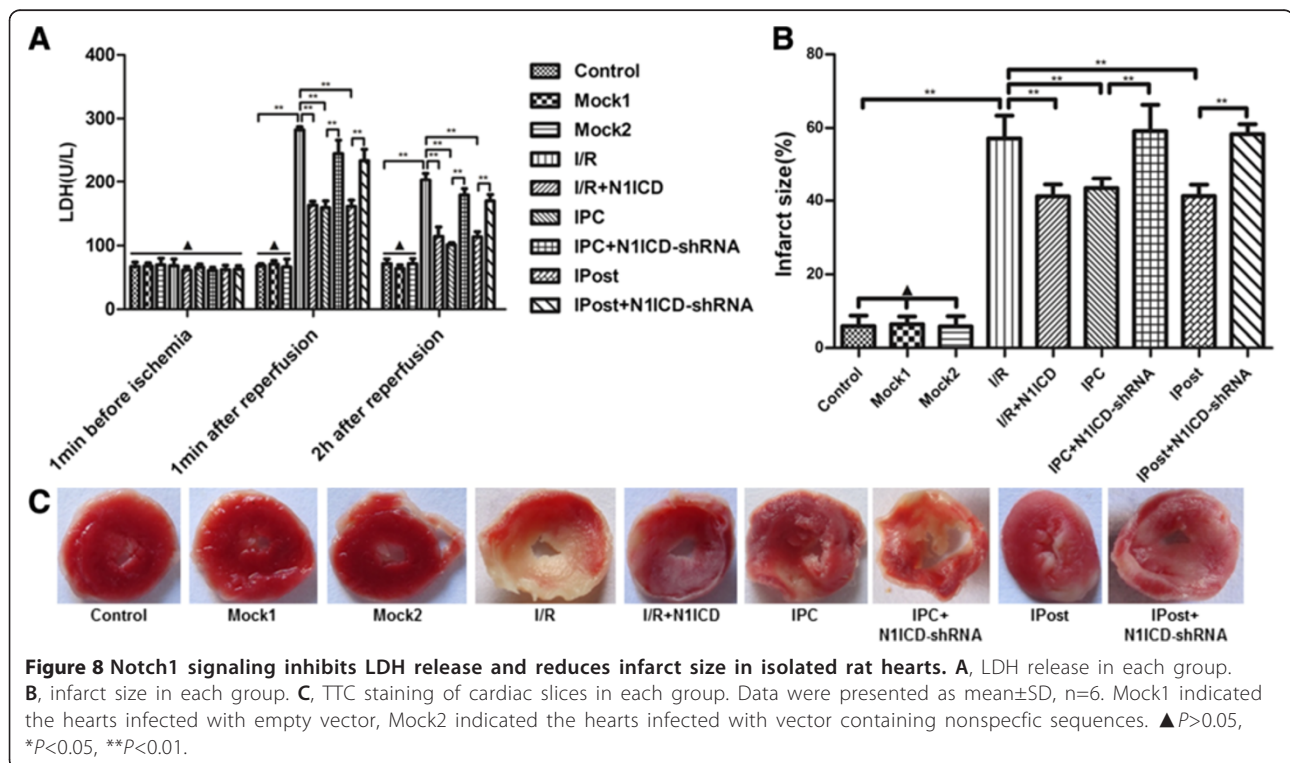 A
400
300
200
100
0
LDH(U/L)
** ** ** ** ** **
** ** ** ** ** **
▲ ▲ ▲
1min before ischemia
1min after reperfusion
2h after reperfusion
Control
Mock1
Mock2
I/R
I/R+N1ICD
IPC
IPC+N1ICD-shRNA
IPost
IPost+N1ICD-shRNA
B
80
60
40
20
0
Infarct size(%)
** ** ** ** ** **
▲
Control
Mock1
Mock2
I/R
I/R+N1ICD
IPC
IPC+N1ICD-shRNA
IPost
IPost+N1ICD-shRNA
C
Control
Mock1
Mock2
I/R
I/R+N1ICD
IPC
IPC+
N1ICD-shRNA
IPost
IPost+
N1ICD-shRNA
Figure 8 Notch1 signaling inhibits LDH release and reduces infarct size in isolated rat hearts. A, LDH release in each group.
B, infarct size in each group. C, TTC staining of cardiac slices in each group. Data were presented as mean±SD, n=6. Mock1 indicated
the hearts infected with empty vector, Mock2 indicated the hearts infected with vector containing nonspecfic sequences. ▲P>0.05,
*P<0.05, **P<0.01.